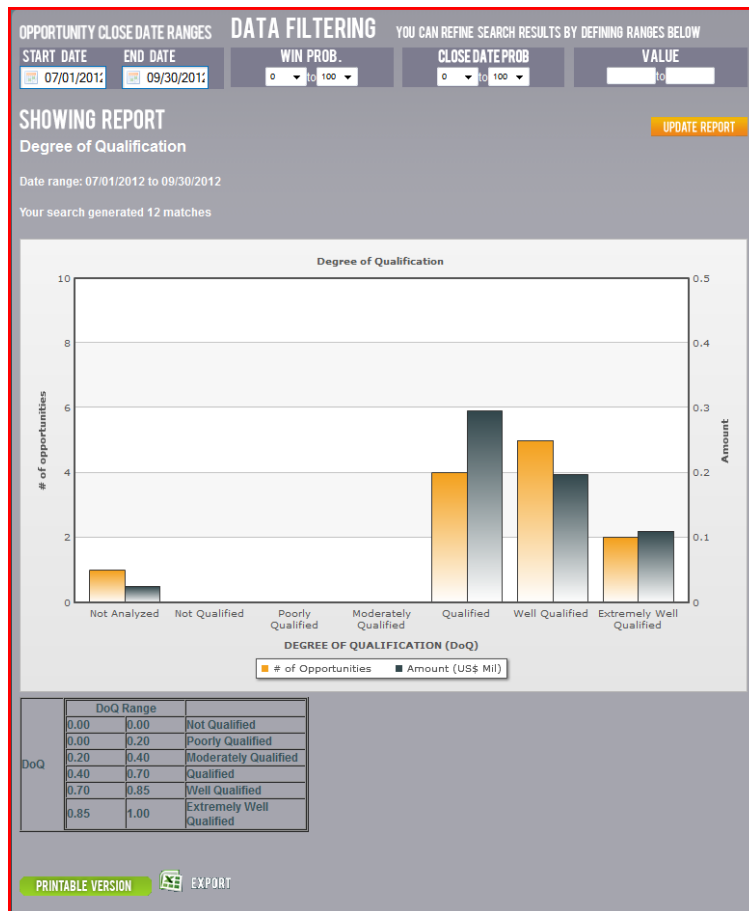 OPPORTUNITY CLOSE DATE RANGES DATA FILTERING YOU CAN REFINE SEARCH RESULTS BY DEFINING RANGES BELOW
START DATE END DATE WIN PROB. CLOSE DATE PROB VALUE
07/01/2012 09/30/2012 0 to 100 0 to 100 to
SHOWING REPORT
UPDATE REPORT
Degree of Qualification
Date range: 07/01/2012 to 09/30/2012
Your search generated 12 matches
Degree of Qualification
10 0.5
8 0.4
6 0.3
4 0.2
2 0.1
0 0
# of opportunities
Amount
Not Analyzed Not Qualified Poorly Qualified Moderately Qualified Qualified Well Qualified Extremely Well Qualified
DEGREE OF QUALIFICATION (DoQ)
# of Opportunities Amount (US$ Mil)
DoQ Range
DoQ
0.00 0.00 Not Qualified
0.00 0.20 Poorly Qualified
0.20 0.40 Moderately Qualified
0.40 0.70 Qualified
0.70 0.85 Well Qualified
0.85 1.00 Extremely Well Qualified
PRINTABLE VERSION EXPORT